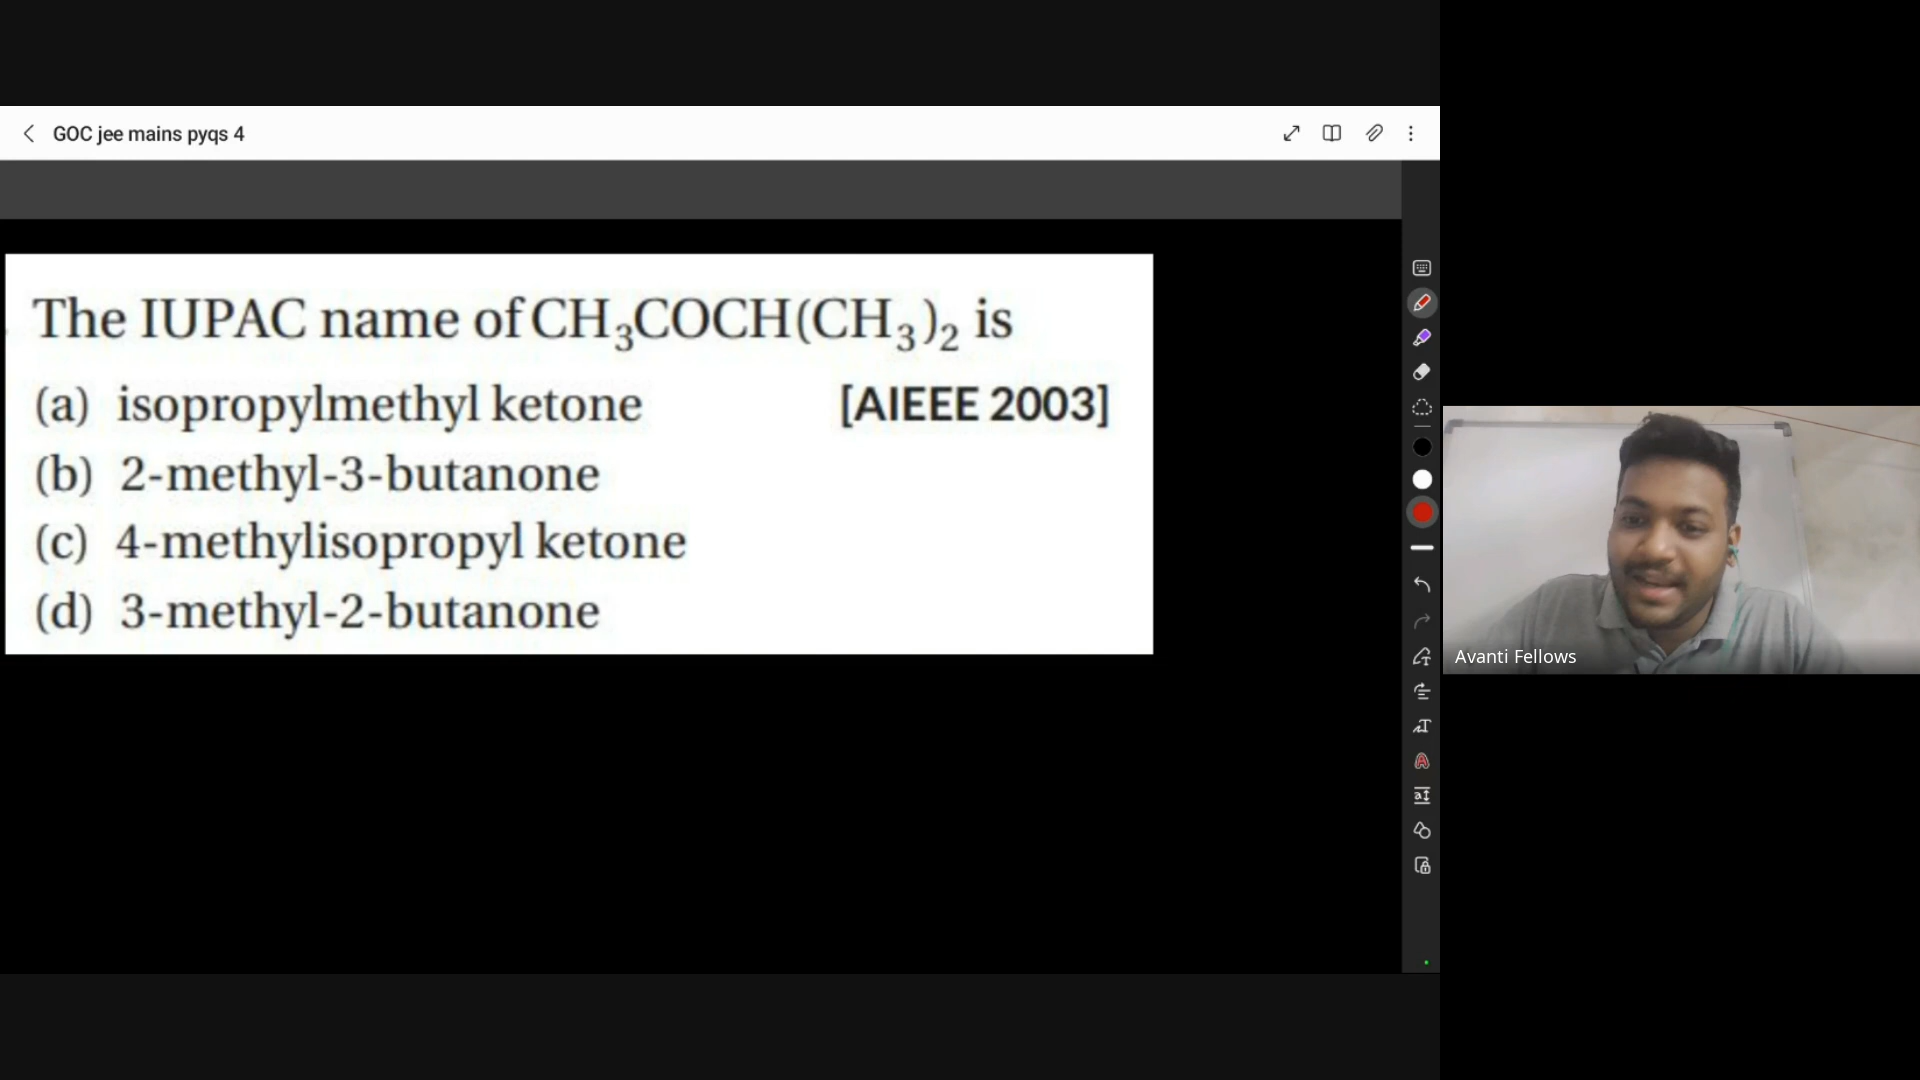 GOC jee mains pyqs 4
The IUPAC name of CH₃COCH(CH₃)₂ is
(a) isopropylmethyl ketone [AIEEE 2003]
(b) 2-methyl-3-butanone
(c) 4-methylisopropyl ketone
(d) 3-methyl-2-butanone
Avanti Fellows